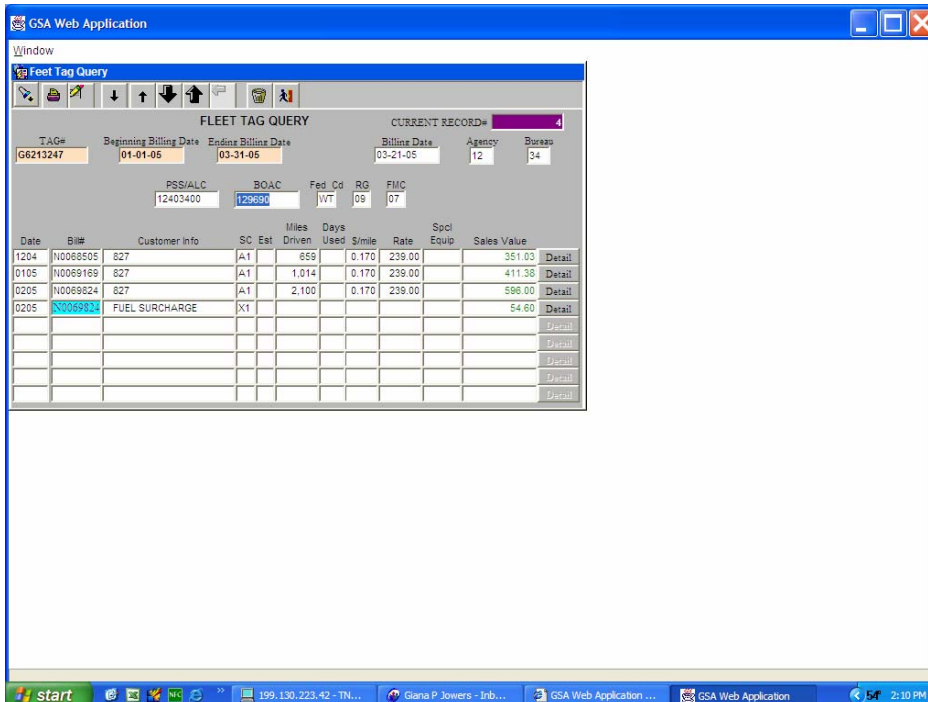 GSA Web Application
Window
Feet Tag Query
FLEET TAG QUERY CURRENT RECORD# 4
TAG# Beginning Billing Date Ending Billing Date Billing Date Agency Bureau
G6213247 01-01-05 03-31-05 03-21-05 12 34
PSS/ALC BOAC Fed Cd RG FMC
12403400 129690 WT 09 07
Miles Days Spcl
Date Bill# Customer Info SC Est Driven Used $/mile Rate Equip Sales Value
1204 N0068505 827 A1 659 0.170 239.00 351.03 Detail
0105 N0069169 827 A1 1,014 0.170 239.00 411.38 Detail
0205 N0069824 827 A1 2,100 0.170 239.00 596.00 Detail
0205 N0069824 FUEL SURCHARGE X1 54.60 Detail
Detail
Detail
Detail
Detail
Detail
start NFC » 199.130.223.42 - TN... Giana P Jowers - Inb... GSA Web Application ... GSA Web Application 54° 2:10 PM